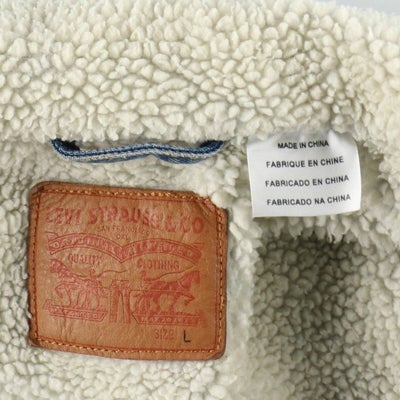 MADE IN CHINA
FABRIQUE EN CHINE
FABRICADO EN CHINA
FABRICADO NA CHINA
LEVI STRAUSS & CO
SAN FRANCISCO
CAL
QUALITY CLOTHING
SIZE L